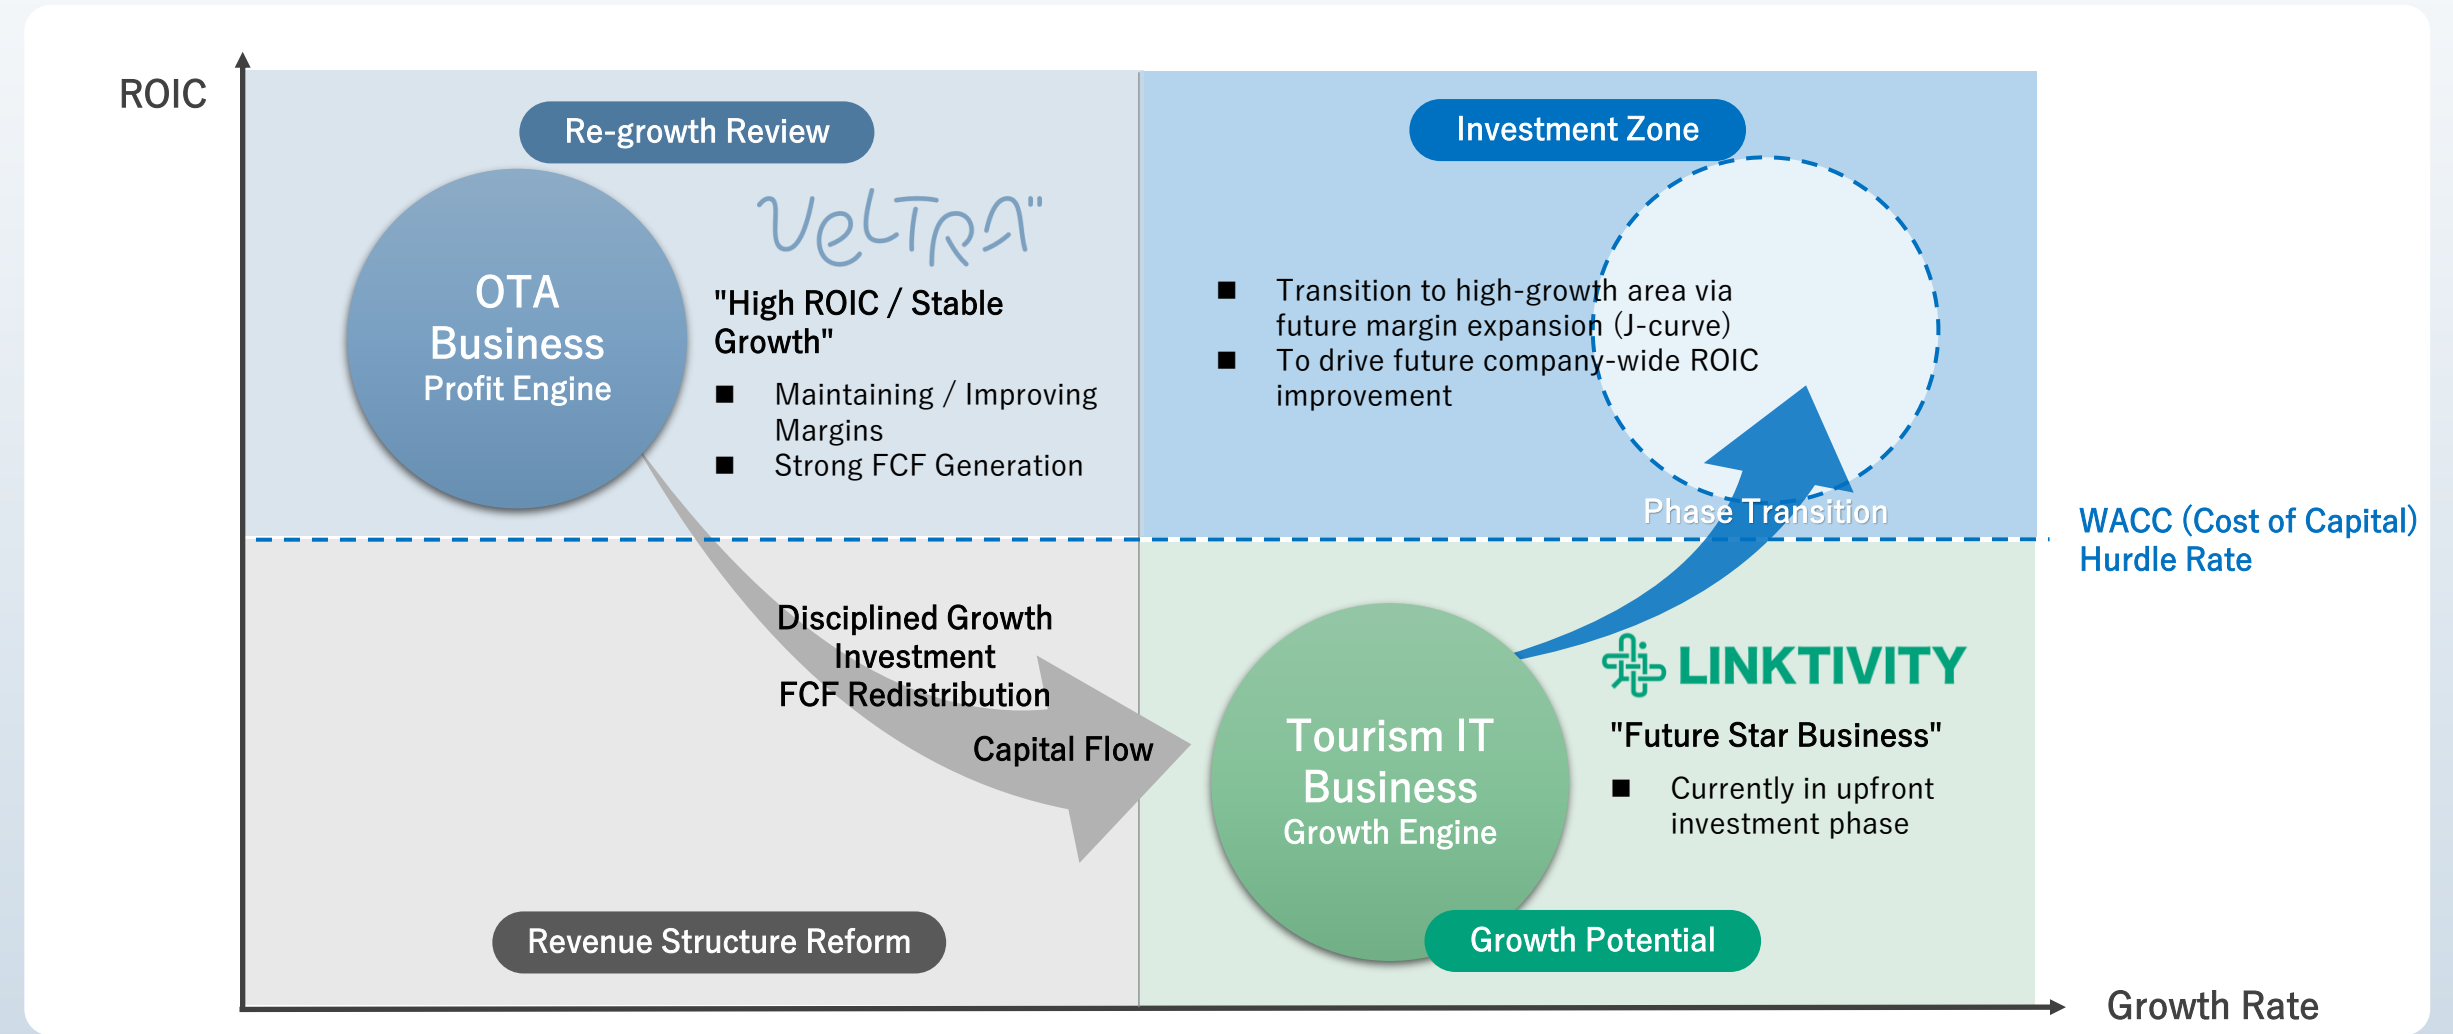 ROIC
Re-growth Review
VELTRA
OTA
Business
Profit Engine
"High ROIC / Stable
Growth"
■ Maintaining / Improving
Margins
■ Strong FCF Generation
Investment Zone
■ Transition to high-growth area via
future margin expansion (J-curve)
■ To drive future company-wide ROIC
improvement
Phase Transition
WACC (Cost of Capital)
Hurdle Rate
Disciplined Growth
Investment
FCF Redistribution
Capital Flow
Revenue Structure Reform
Tourism IT
Business
Growth Engine
LINKTIVITY
"Future Star Business"
■ Currently in upfront
investment phase
Growth Potential
Growth Rate